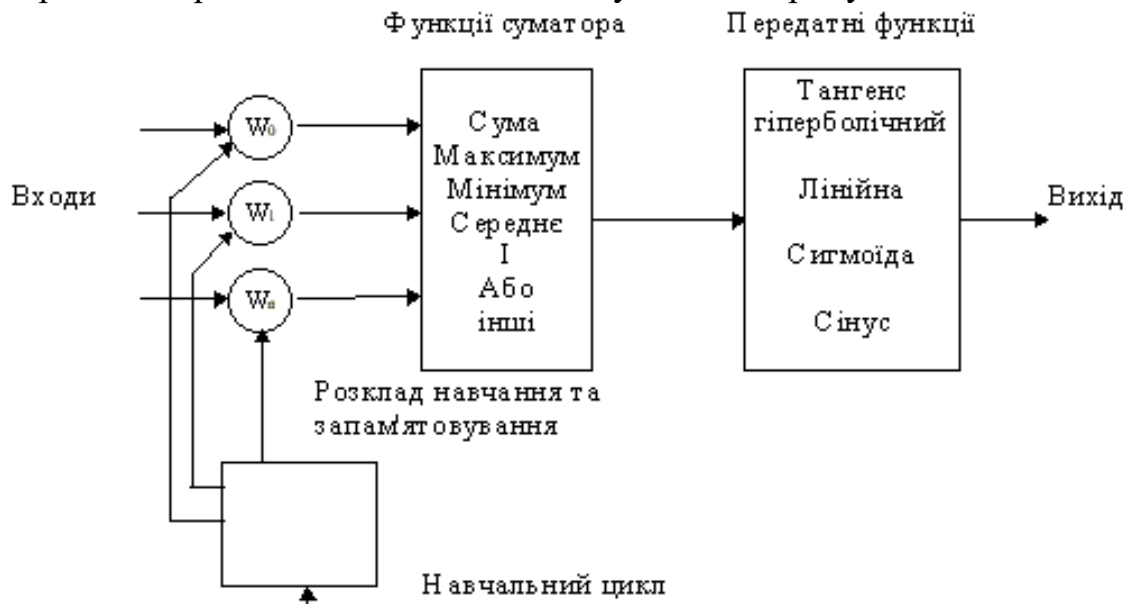 Функції суматора
Передатні функції
Входи
W₀
W₁
Wₙ
Сума
Максимум
Мінімум
Середнє
І
Або
інші
Тангенс
гіперболічний
Лінійна
Сигмоїда
Сінус
Вихід
Розклад навчання та
запам'ятовування
Навчальний цикл